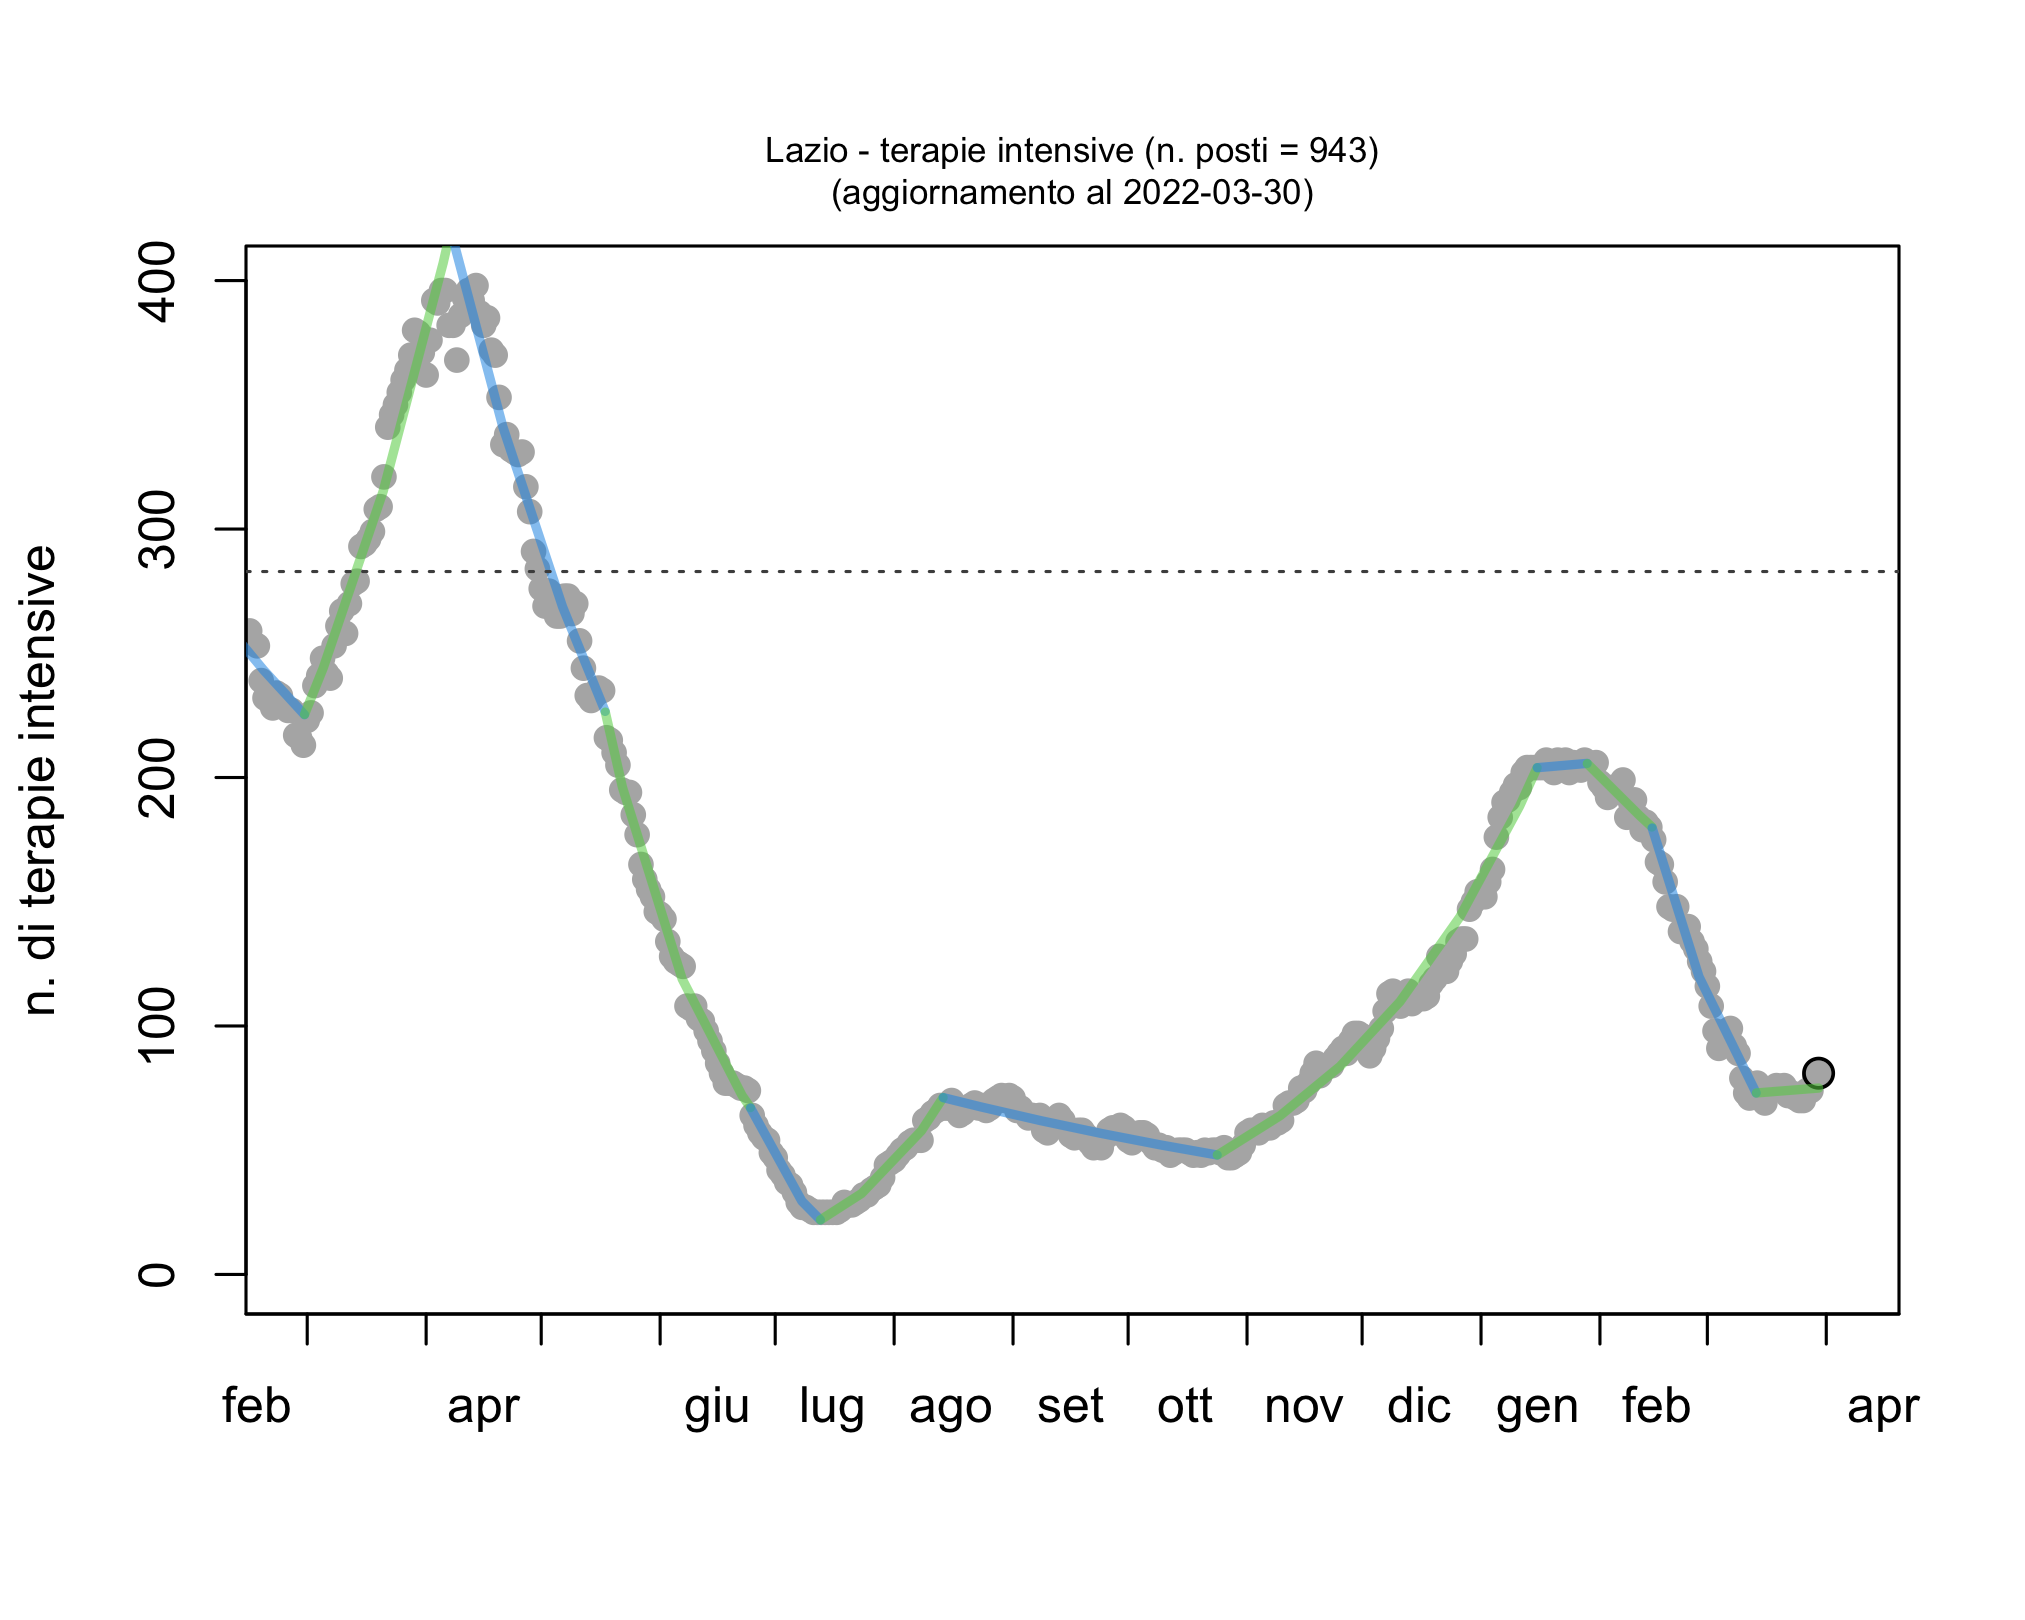 Lazio - terapie intensive (n. posti = 943)
(aggiornamento al 2022-03-30)
n. di terapie intensive
400
300
200
100
0
feb apr giu lug ago set ott nov dic gen feb apr